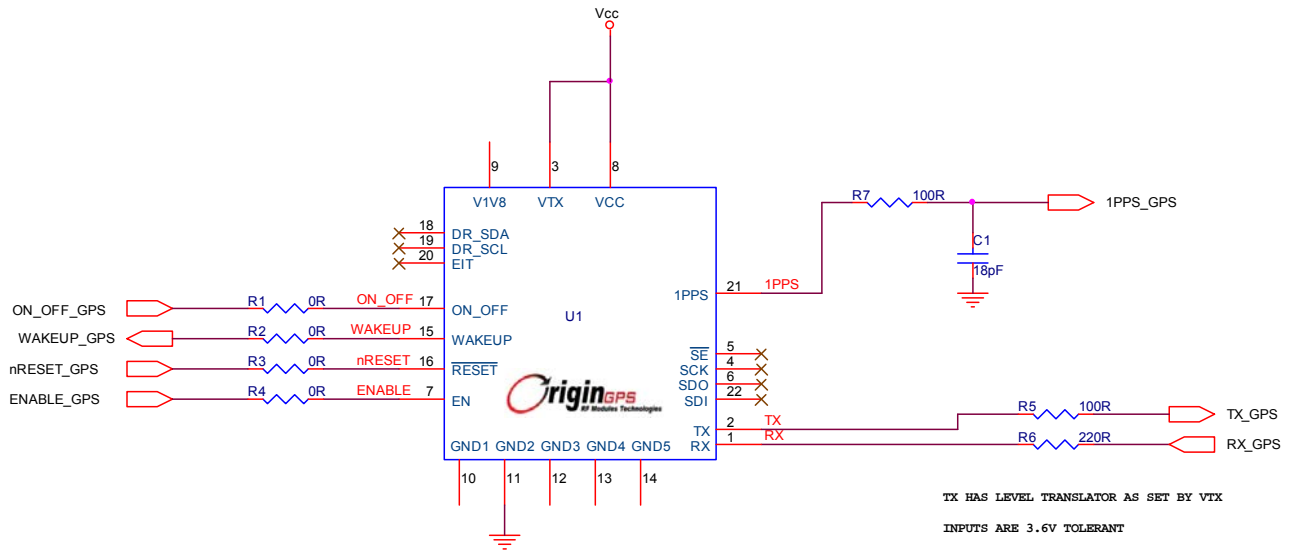 Vcc
9 3 8
V1V8 VTX VCC
R7 100R 1PPS_GPS
18 DR_SDA
19 DR_SCL
20 EIT
C1
18pF
21 1PPS
1PPS
ON_OFF_GPS R1 0R ON_OFF 17 ON_OFF
U1
WAKEUP_GPS R2 0R WAKEUP 15 WAKEUP
5 SE
nRESET_GPS R3 0R nRESET 16 RESET
4 SCK
6 SDO
ENABLE_GPS R4 0R ENABLE 7 EN
22 SDI
OriginGPS
RF Modules Technologies
TX 2 TX R5 100R TX_GPS
RX 1 RX R6 220R RX_GPS
GND1 GND2 GND3 GND4 GND5
10 11 12 13 14
TX HAS LEVEL TRANSLATOR AS SET BY VTX
INPUTS ARE 3.6V TOLERANT